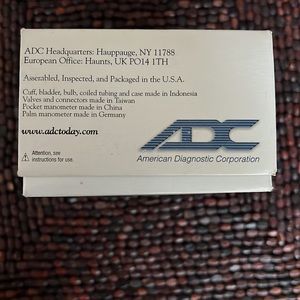 ADC Headquarters: Hauppauge, NY 11788
European Office: Haunts, UK PO14 1TH
Assembled, Inspected, and Packaged in the U.S.A.
Cuff, bladder, bulb, coiled tubing and case made in Indonesia
Valves and connectors made in Taiwan
Pocket manometer made in China
Palm manometer made in Germany
www.adctoday.com
Attention, see
instructions for use.
ADC
American Diagnostic Corporation